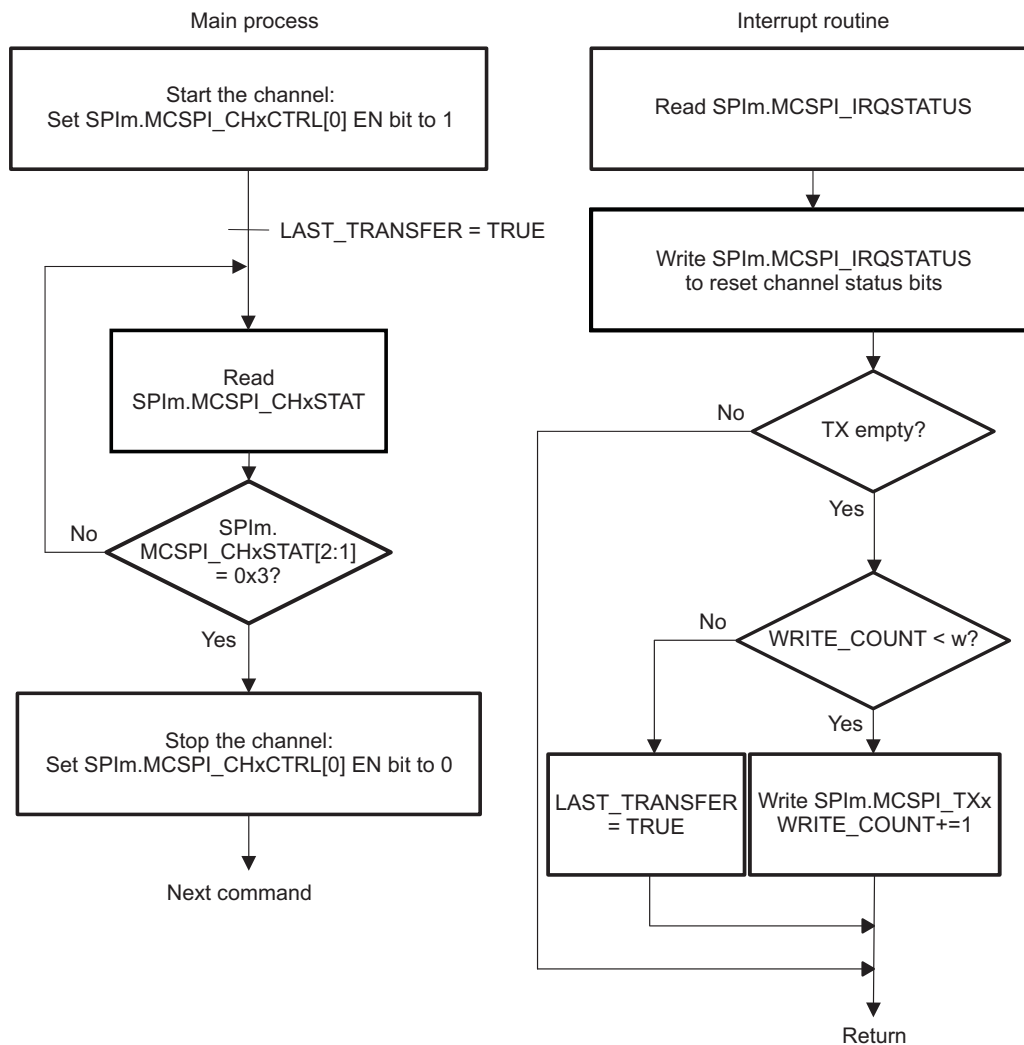 Main process
Start the channel:
Set SPIm.MCSPI_CHxCTRL[0] EN bit to 1
LAST_TRANSFER = TRUE
Read
SPIm.MCSPI_CHxSTAT
No
SPIm.
MCSPI_CHxSTAT[2:1]
= 0x3?
Yes
Stop the channel:
Set SPIm.MCSPI_CHxCTRL[0] EN bit to 0
Next command
Interrupt routine
Read SPIm.MCSPI_IRQSTATUS
Write SPIm.MCSPI_IRQSTATUS
to reset channel status bits
No
TX empty?
Yes
No
WRITE_COUNT < w?
Yes
LAST_TRANSFER
= TRUE
Write SPIm.MCSPI_TXx
WRITE_COUNT+=1
Return